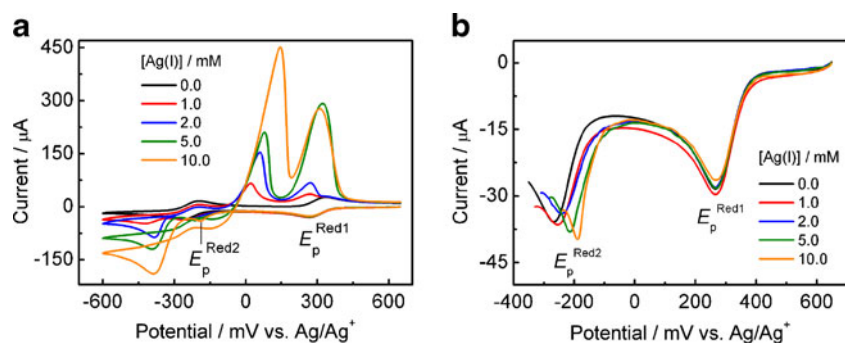 a
450
300
150
0
-150
Current / μA
[Ag(I)] / mM
0.0
1.0
2.0
5.0
10.0
E_p^Red2
E_p^Red1
-600
-300
0
300
600
Potential / mV vs. Ag/Ag⁺
b
0
-15
-30
-45
Current / μA
[Ag(I)] / mM
0.0
1.0
2.0
5.0
10.0
E_p^Red1
E_p^Red2
-400
-200
0
200
400
600
Potential / mV vs. Ag/Ag⁺